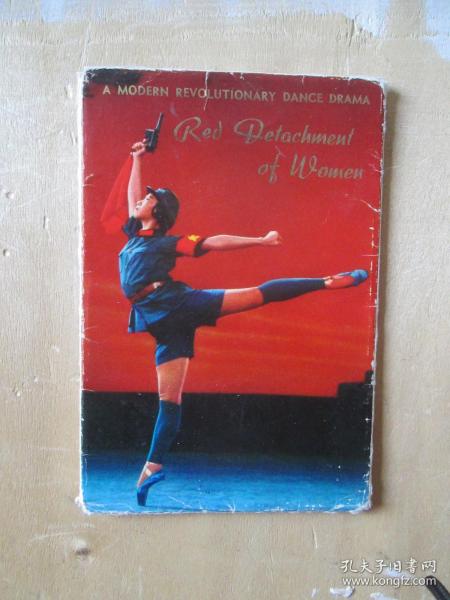 A MODERN REVOLUTIONARY DANCE DRAMA
Red Detachment
of Women
孔夫子旧书网
www.kongfz.com